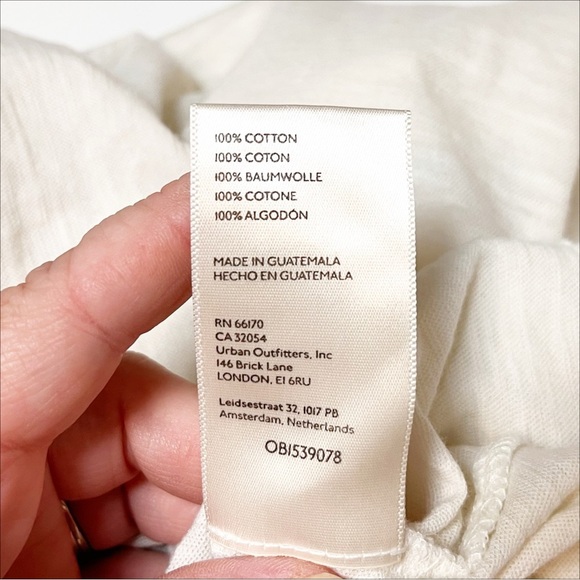 100% COTTON
100% COTON
100% BAUMWOLLE
100% COTONE
100% ALGODÓN
MADE IN GUATEMALA
HECHO EN GUATEMALA
RN 66170
CA 32054
Urban Outfitters, Inc
146 Brick Lane
LONDON, E1 6RU
Leidsestraat 32, 1017 PB
Amsterdam, Netherlands
OB1539078